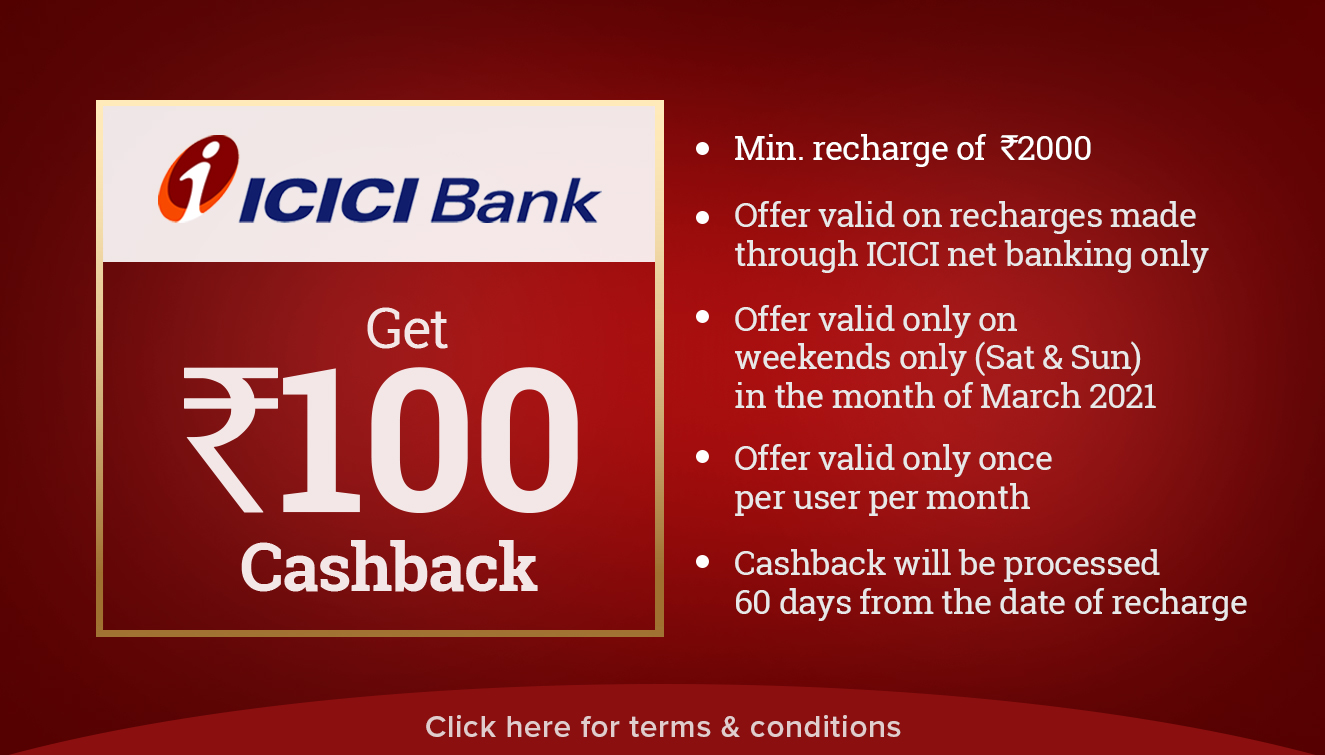 ICICI Bank
Get
₹100
Cashback
• Min. recharge of ₹2000
• Offer valid on recharges made
through ICICI net banking only
• Offer valid only on
weekends only (Sat & Sun)
in the month of March 2021
• Offer valid only once
per user per month
• Cashback will be processed
60 days from the date of recharge
Click here for terms & conditions